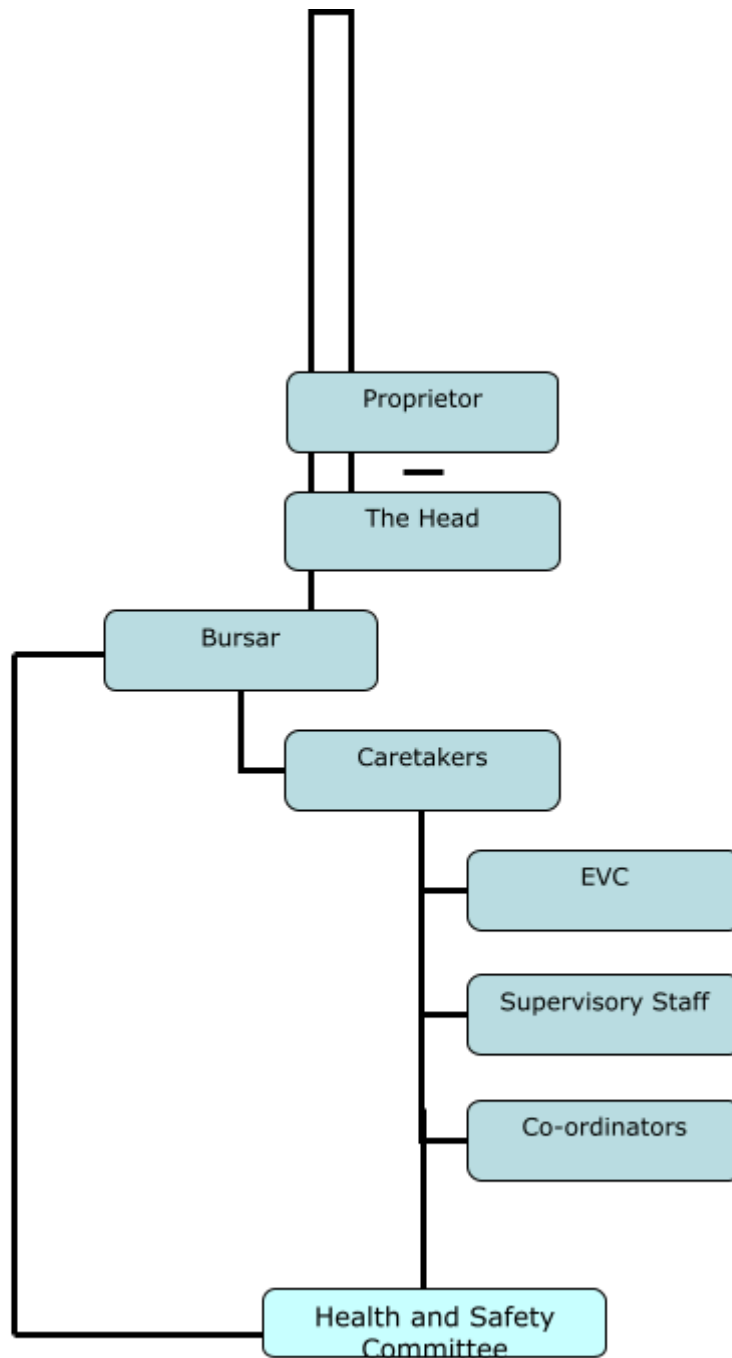 Proprietor
The Head
Bursar
Caretakers
EVC
Supervisory Staff
Co-ordinators
Health and Safety
Committee